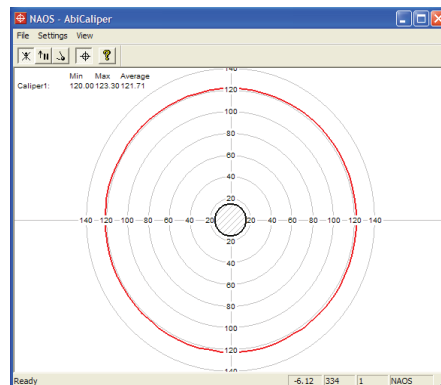 NAOS - AbiCaliper
File Settings View
Min Max Average
Caliper1: 120.00 123.30 121.71
140
120
100
80
60
40
20
140 120 100 80 60 40 20 20 40 60 80 100 120 140
20
40
60
80
100
120
140
Ready -6.12 334 1 NAOS